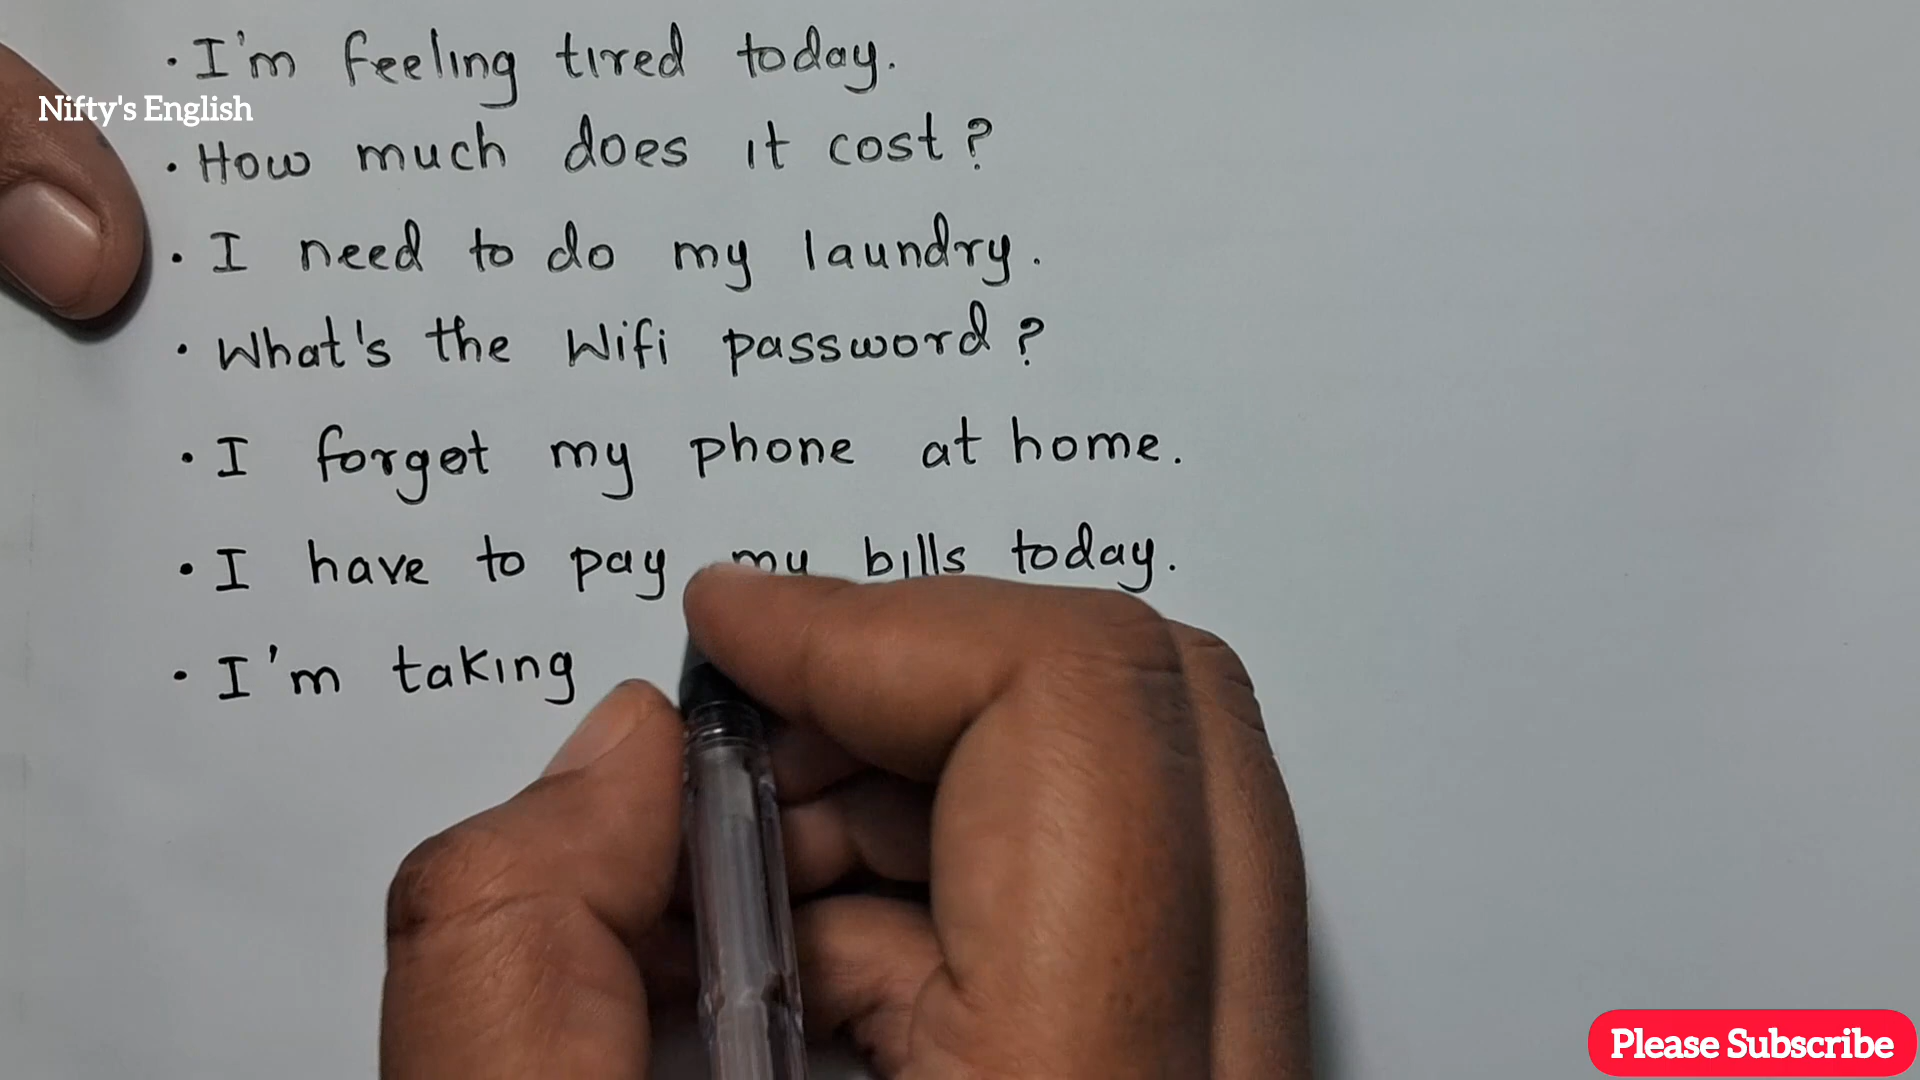 • I'm feeling tired today.
Nifty's English
• How much does it cost?
• I need to do my laundry.
• What's the Wifi password?
• I forgot my phone at home.
• I have to pay my bills today.
• I'm taking
Please Subscribe